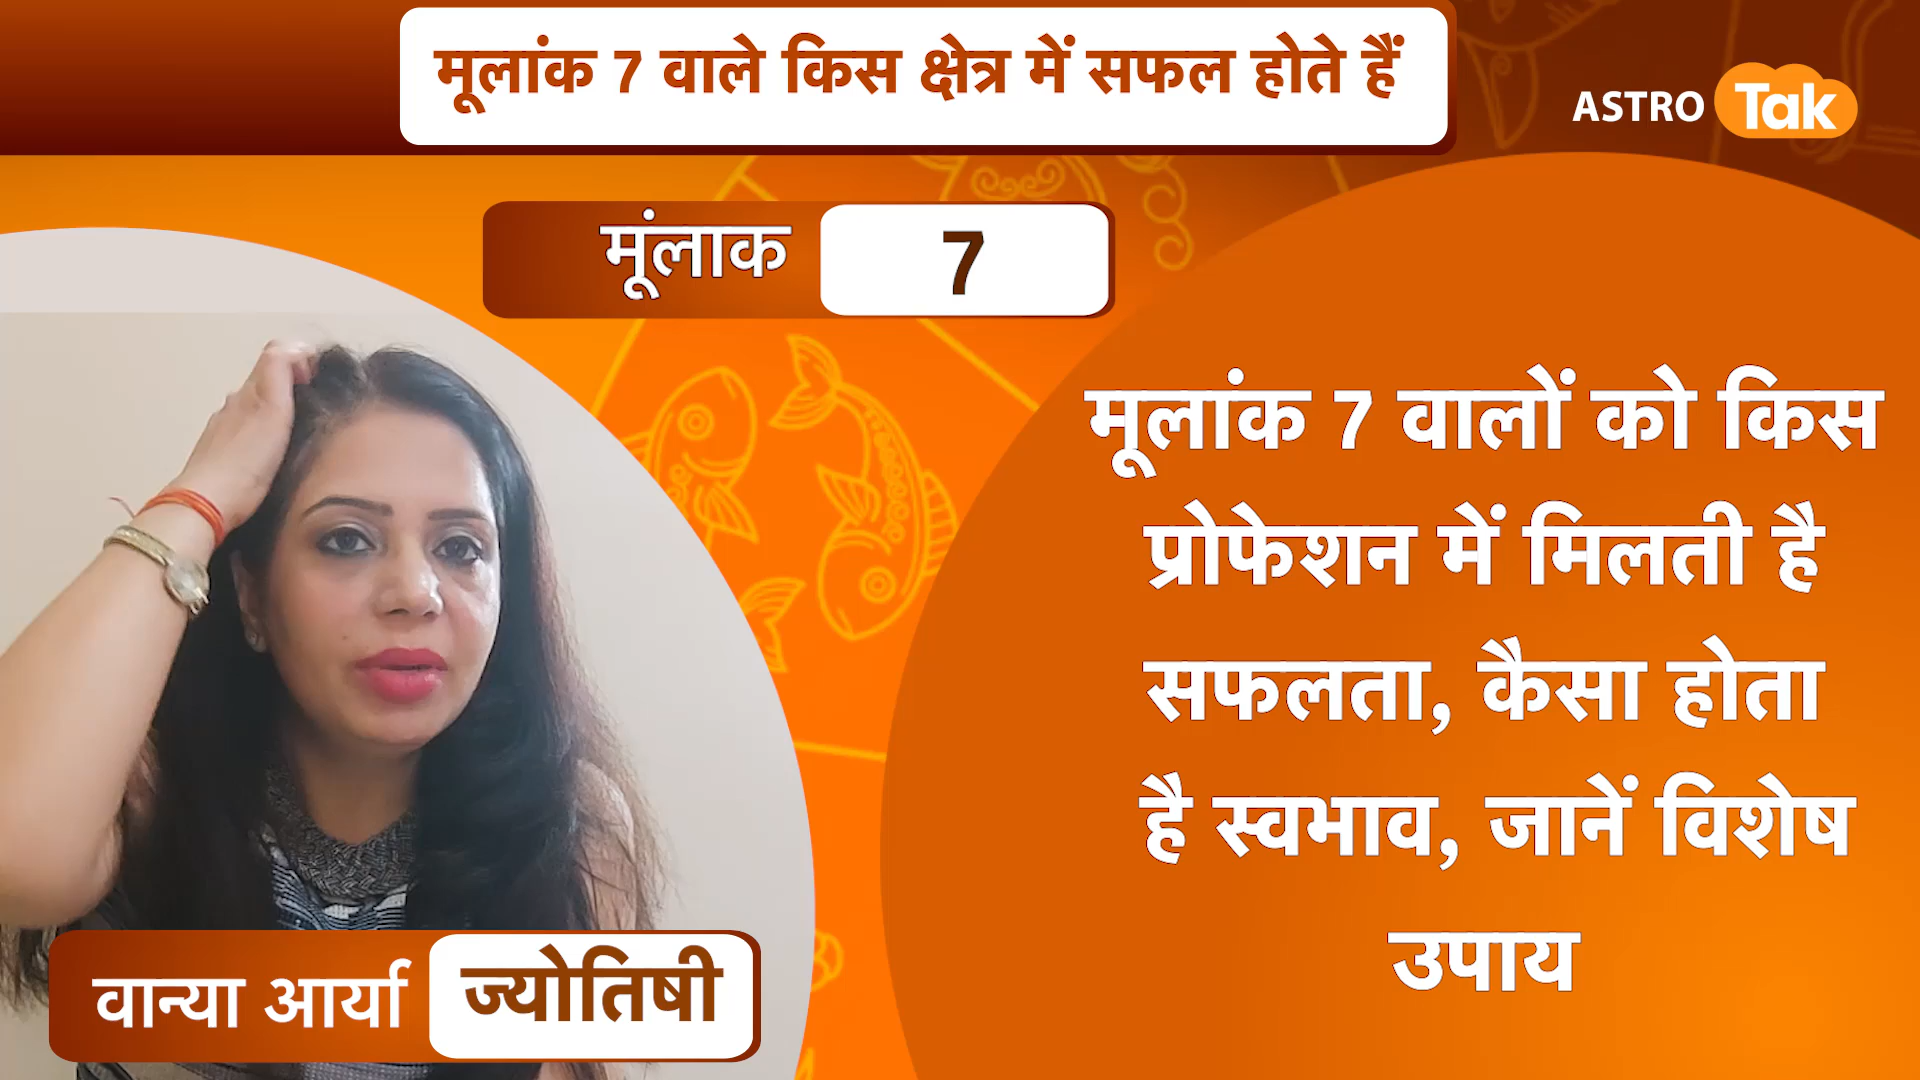 मूलांक 7 वाले किस क्षेत्र में सफल होते हैं
ASTRO Tak
मूंलाक 7
मूलांक 7 वालों को किस
प्रोफेशन में मिलती है
सफलता, कैसा होता
है स्वभाव, जानें विशेष
उपाय
वान्या आर्या ज्योतिषी